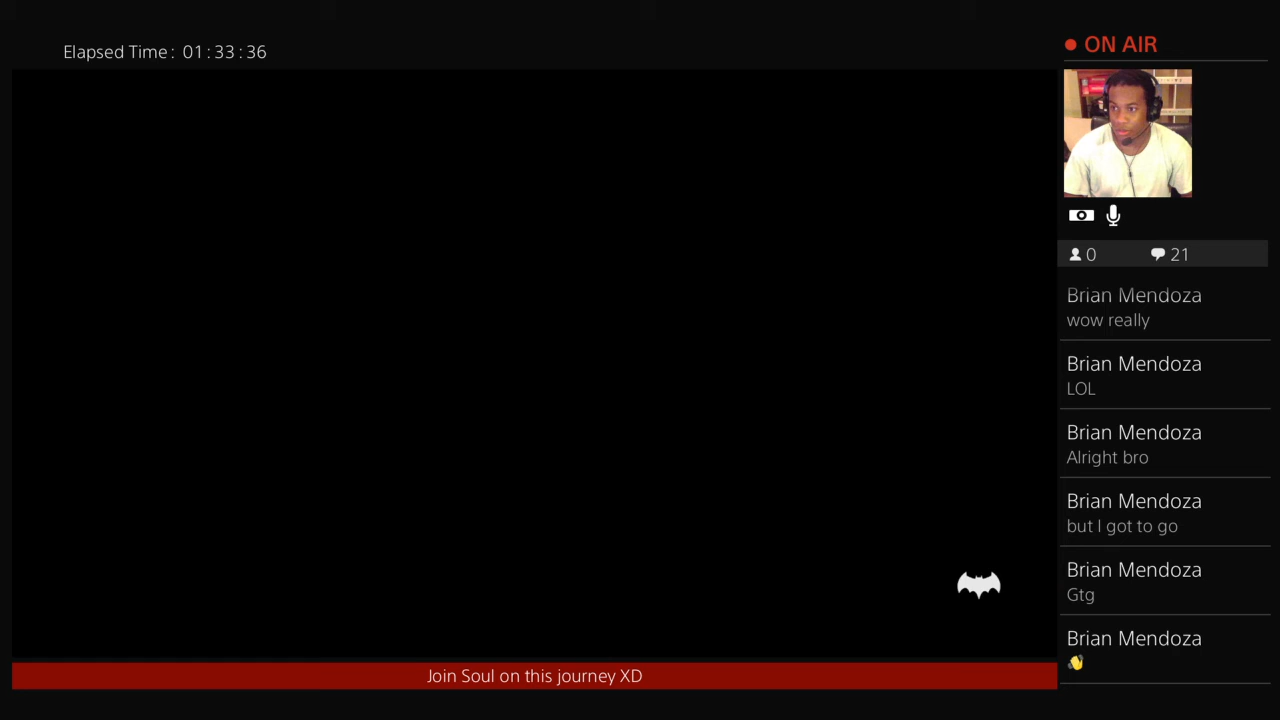 Elapsed Time: 01:33:36
ON AIR
0 21
Brian Mendoza
wow really
Brian Mendoza
LOL
Brian Mendoza
Alright bro
Brian Mendoza
but I got to go
Brian Mendoza
Gtg
Brian Mendoza
👋
Join Soul on this journey XD